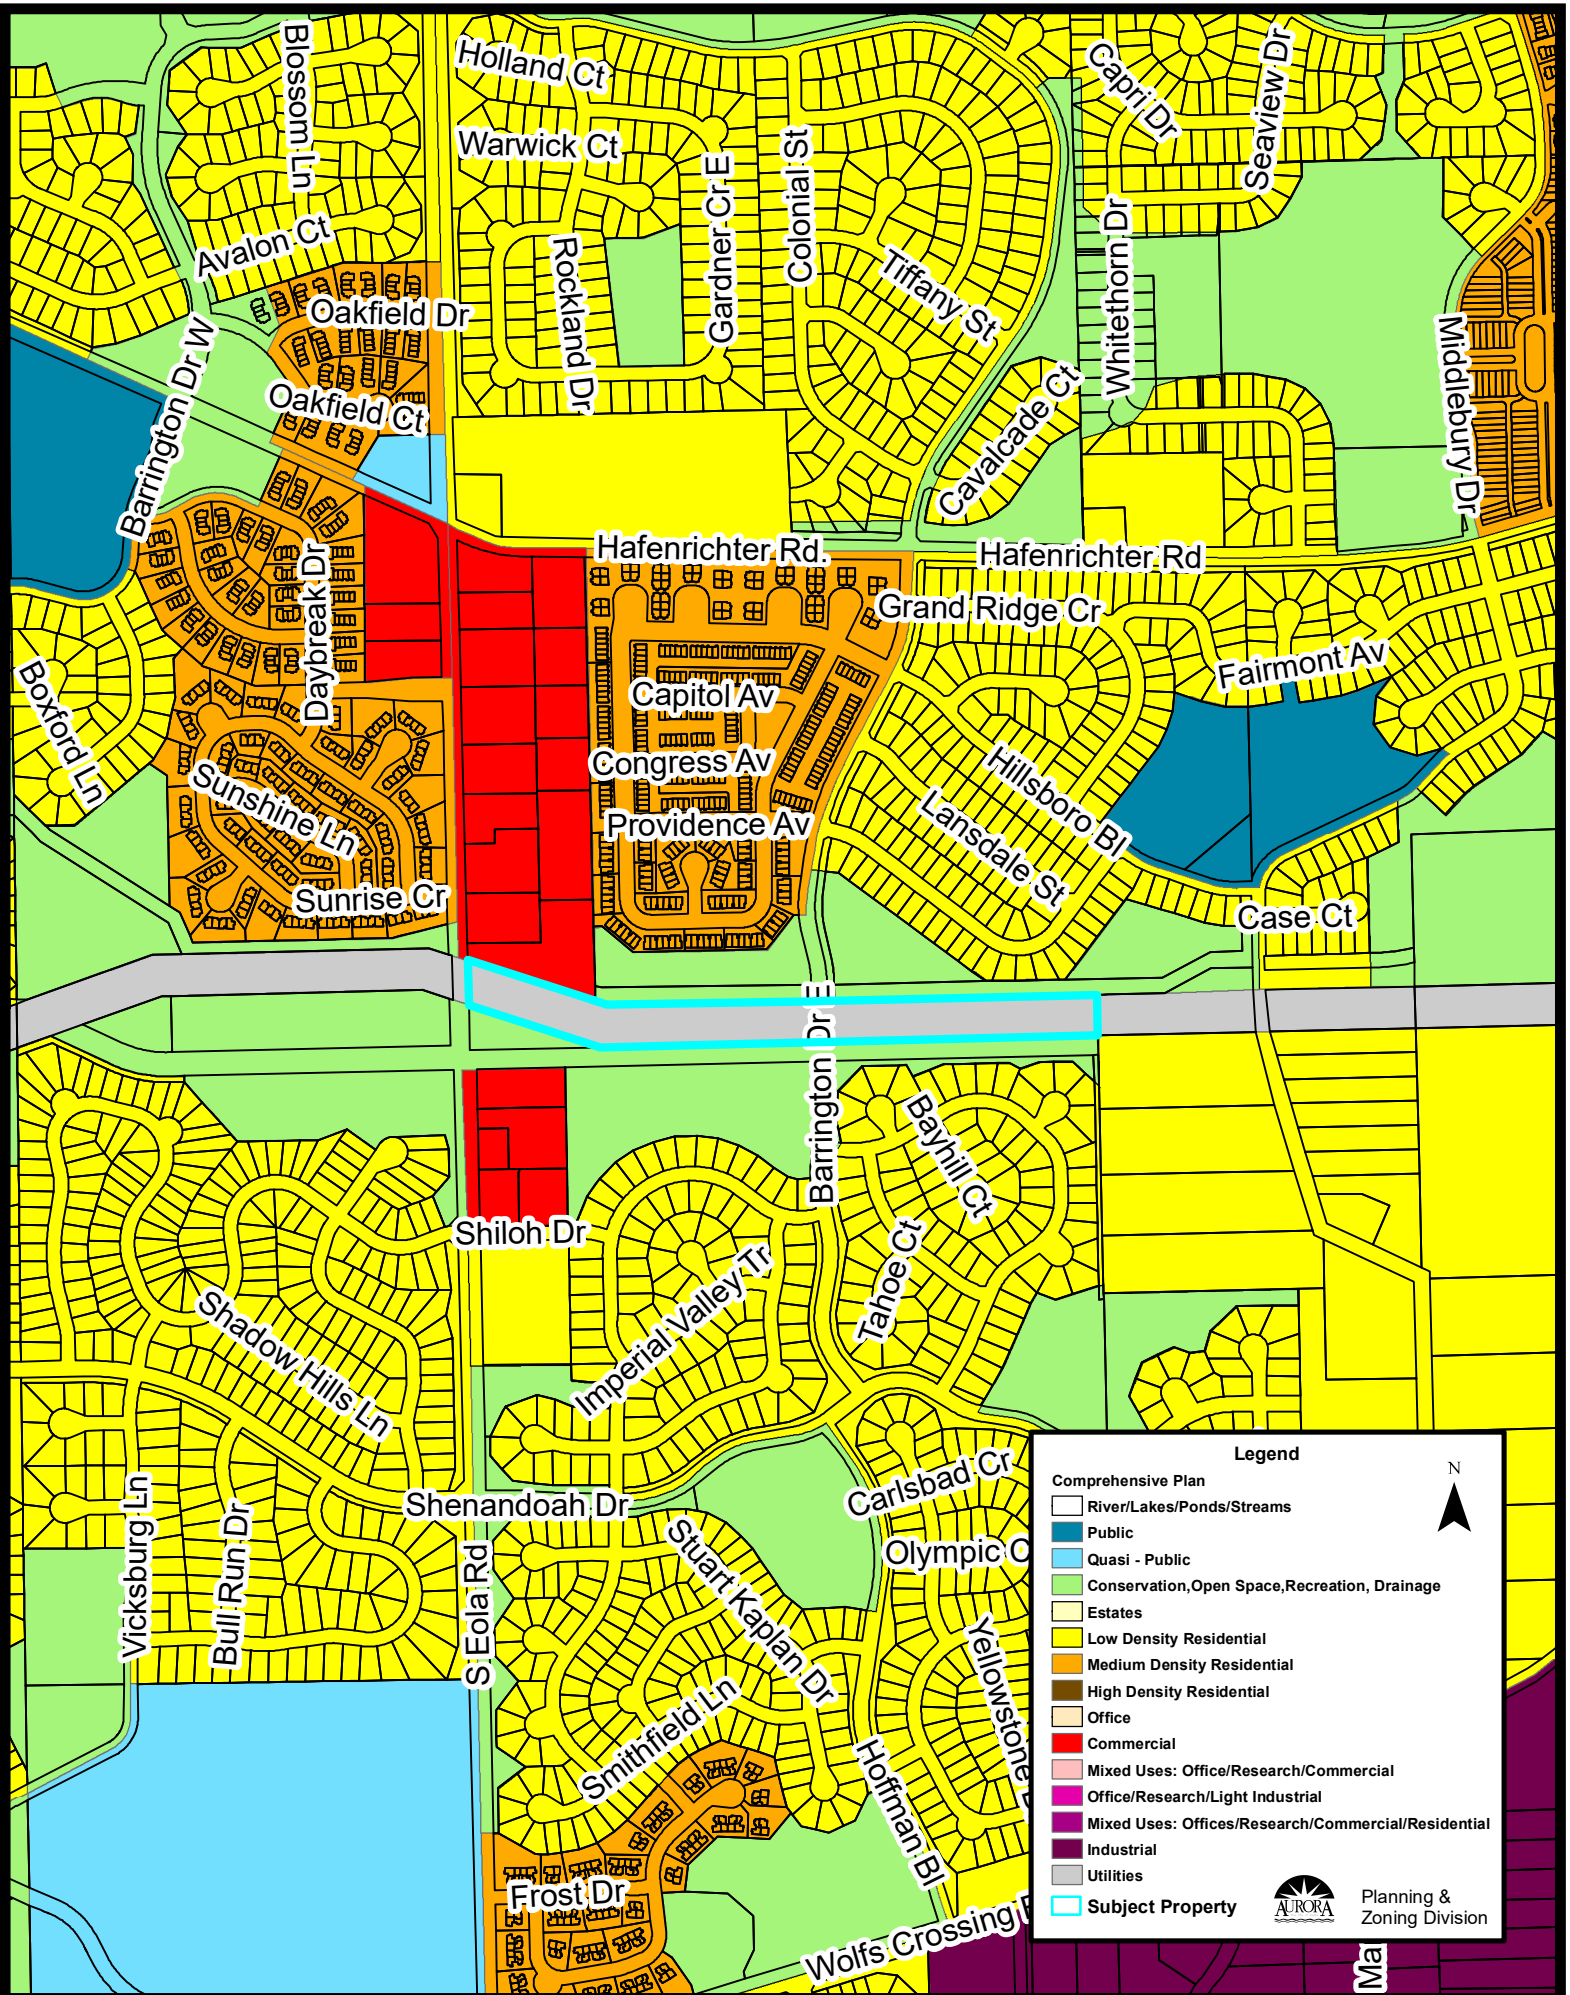 Blossom Ln
Holland Ct
Capri Dr
Seaview Dr
Warwick Ct
Colonial St
Gardner Cr E
Avalon Ct
Rockland Dr
Tiffany St
Whitethorn Dr
Oakfield Dr
Barrington Dr W
Middlebury Dr
Oakfield Ct
Cavalcade Ct
Hafenrichter Rd.
Hafenrichter Rd
Daybreak Dr
Grand Ridge Cr
Fairmont Av
Boxford Ln
Capitol Av
Congress Av
Hillsboro Bl
Sunshine Ln
Providence Av
Lansdale St
Sunrise Cr
Case Ct
Barrington Dr E
Bayhill Ct
Shiloh Dr
Tahoe Ct
Imperial Valley Tr
Shadow Hills Ln
Carlsbad Cr
Shenandoah Dr
Vicksburg Ln
Bull Run Dr
S Eola Rd
Stuart Kaplan Dr
Olympic C
Yellowstone
Smithfield Ln
Hoffman Bl
Frost Dr
Wolfs Crossing
Ma
Legend
Comprehensive Plan
River/Lakes/Ponds/Streams
Public
Quasi - Public
Conservation,Open Space,Recreation, Drainage
Estates
Low Density Residential
Medium Density Residential
High Density Residential
Office
Commercial
Mixed Uses: Office/Research/Commercial
Office/Research/Light Industrial
Mixed Uses: Offices/Research/Commercial/Residential
Industrial
Utilities
Subject Property
N
AURORA
Planning &
Zoning Division